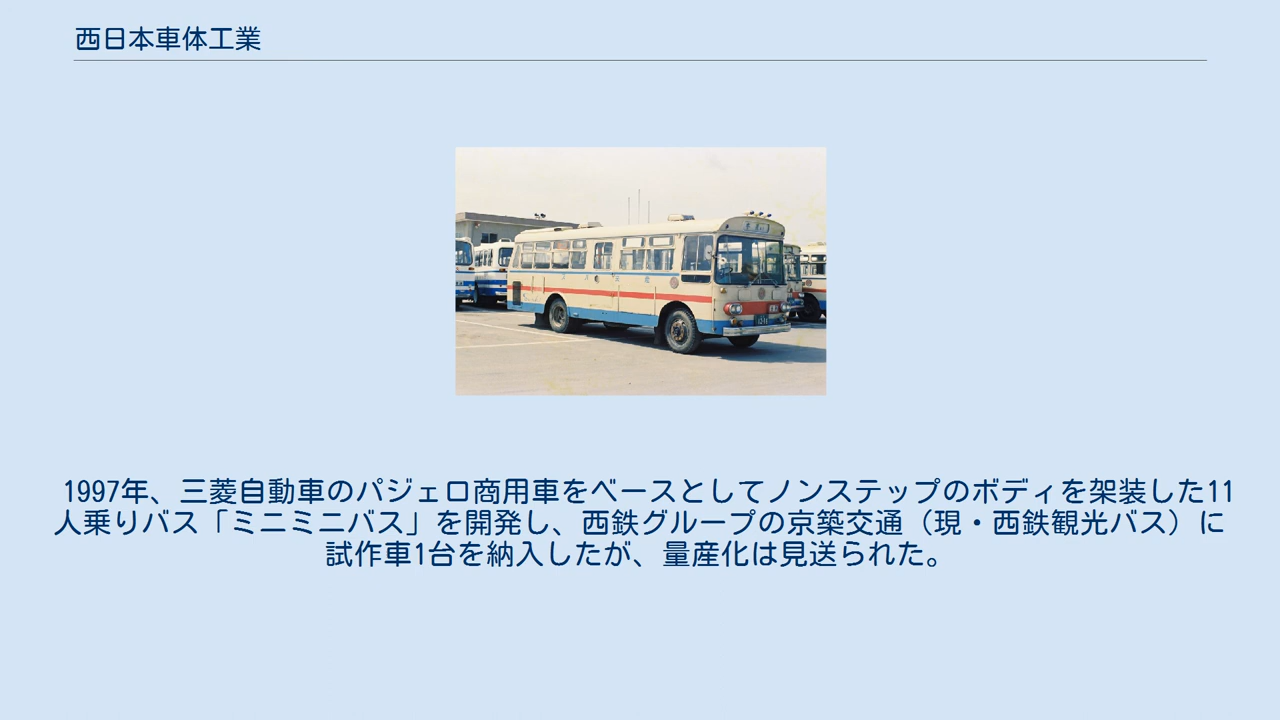 西日本車体工業
1997年、三菱自動車のパジェロ商用車をベースとしてノンステップのボディを架装した11
人乗りバス「ミニミニバス」を開発し、西鉄グループの京築交通（現・西鉄観光バス）に
試作車1台を納入したが、量産化は見送られた。